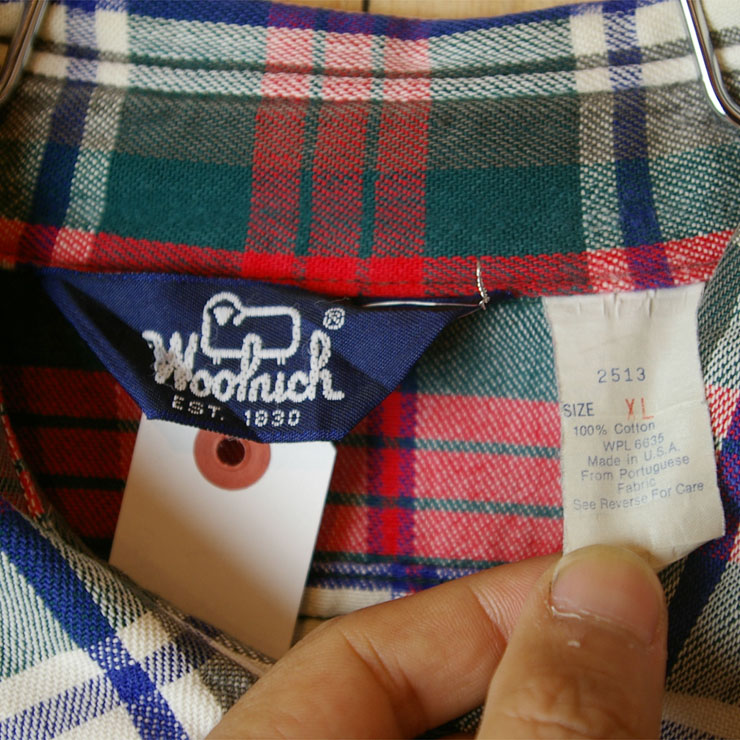 Woolrich ®
EST. 1830
2513
SIZE XL
100% Cotton
WPL 6635
Made in U.S.A.
From Portuguese
Fabric
See Reverse For Care